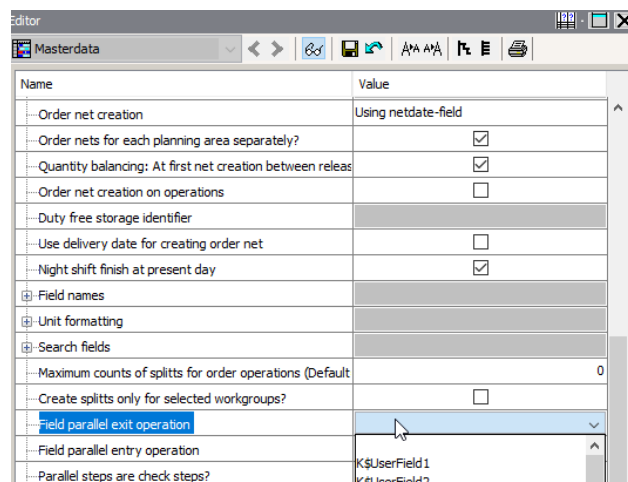 Editor
Masterdata
Name Value
Order net creation Using netdate-field
Order nets for each planning area separately?
Quantity balancing: At first net creation between releas
Order net creation on operations
Duty free storage identifier
Use delivery date for creating order net
Night shift finish at present day
Field names
Unit formatting
Search fields
Maximum counts of splitts for order operations (Default 0
Create splitts only for selected workgroups?
Field parallel exit operation
Field parallel entry operation
K$UserField1
Parallel steps are check steps?
K$UserField2